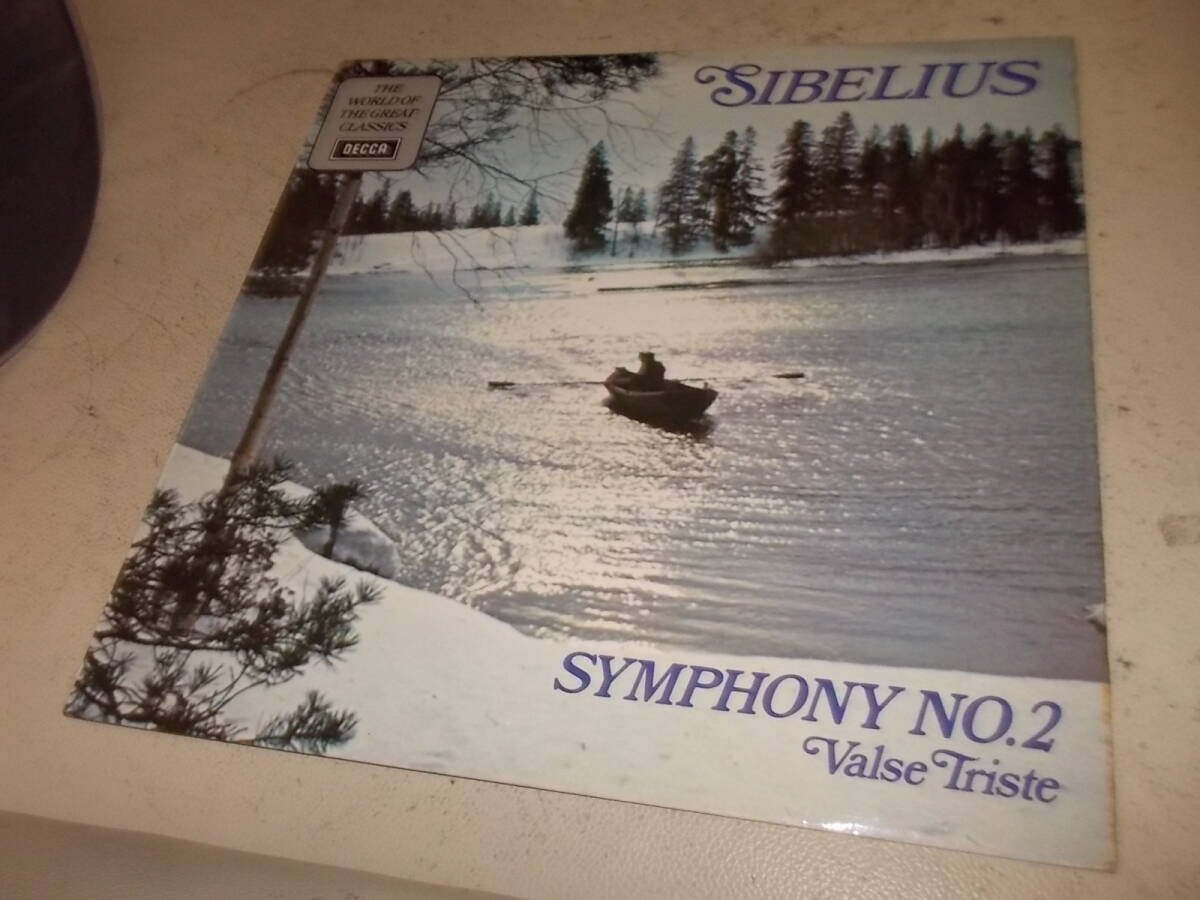 THE
WORLD OF
THE GREAT
CLASSICS
DECCA
SIBELIUS
SYMPHONY NO.2
Valse Triste